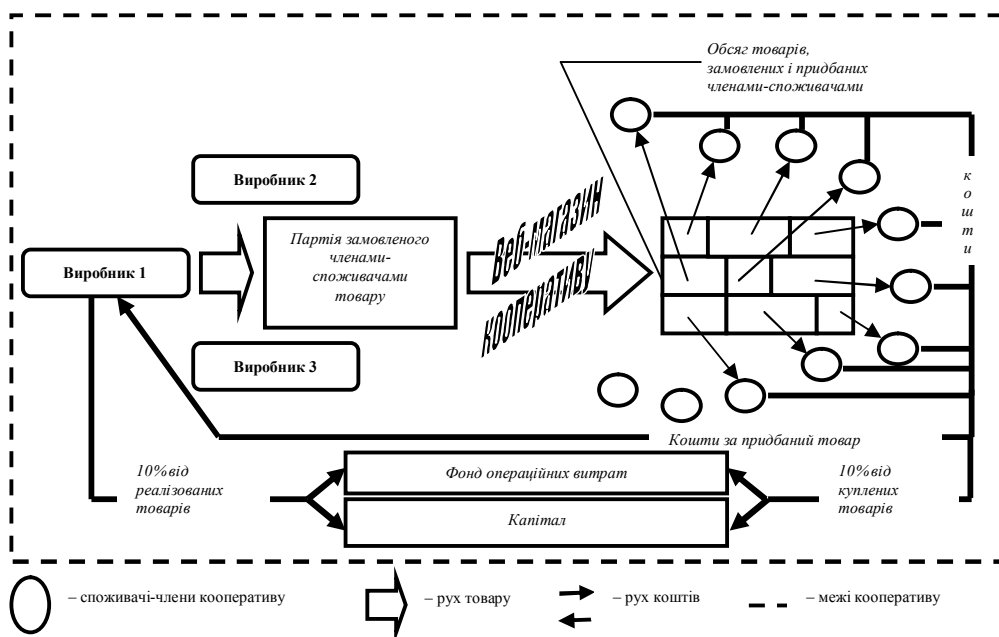 Обсяг товарів,
замовлених і придбаних
членами-споживачами
Виробник 2
Веб-магазин
кооперативу
кошти
Партія замовленого
членами-
споживачами
товару
Виробник 1
Виробник 3
Кошти за придбаний товар
10% від
реалізованих
товарів
Фонд операційних витрат
Капітал
10% від
куплених
товарів
– споживачі-члени кооперативу
– рух товару
– рух коштів
– межі кооперативу